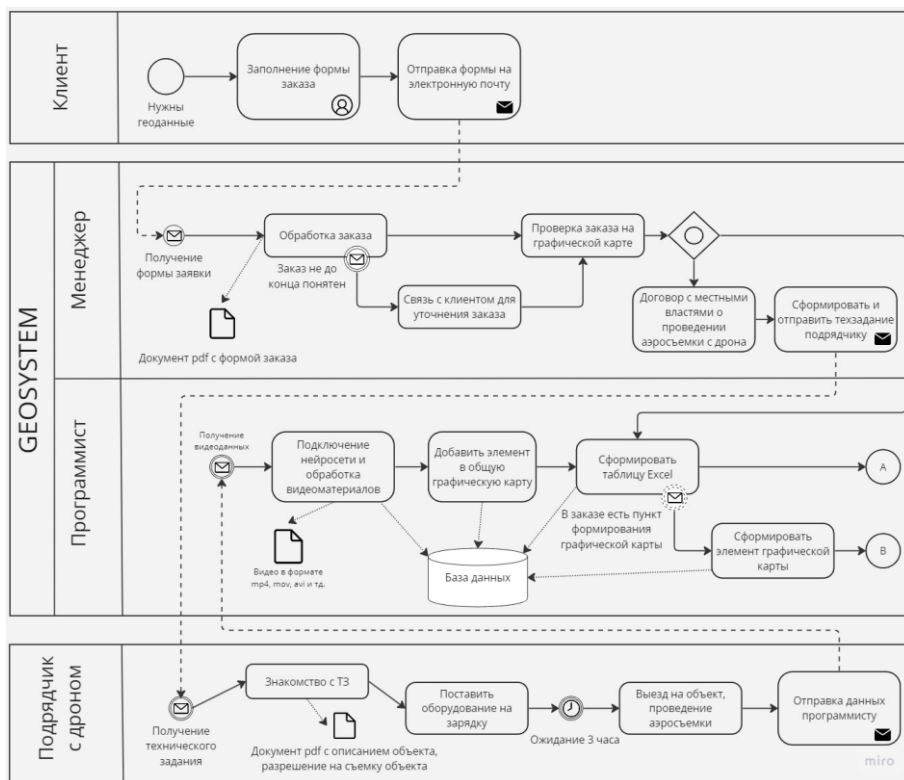 Клиент
Нужны
геоданные
Заполнение формы
заказа
Отправка формы на
электронную почту
GEOSYSTEM
Менеджер
Получение
формы заявки
Обработка заказа
Заказ не до
конца понятен
Документ pdf с формой заказа
Связь с клиентом для
уточнения заказа
Проверка заказа на
графической карте
Договор с местными
властями о
проведении
аэросъемки с дрона
Сформировать и
отправить техзадание
подрядчику
Программист
Получение
видеоданных
Подключение
нейросети и
обработка
видеоматериалов
Видео в формате
mp4, mov, avi и тд.
Добавить элемент
в общую
графическую карту
База данных
Сформировать
таблицу Excel
В заказе есть пункт
формирования
графической карты
Сформировать
элемент графической
карты
A
B
Подрядчик
с дроном
Получение
технического
задания
Знакомство с ТЗ
Документ pdf с описанием объекта,
разрешение на съемку объекта
Поставить
оборудование на
зарядку
Ожидание 3 часа
Выезд на объект,
проведение
аэросъемки
Отправка данных
программисту
miro